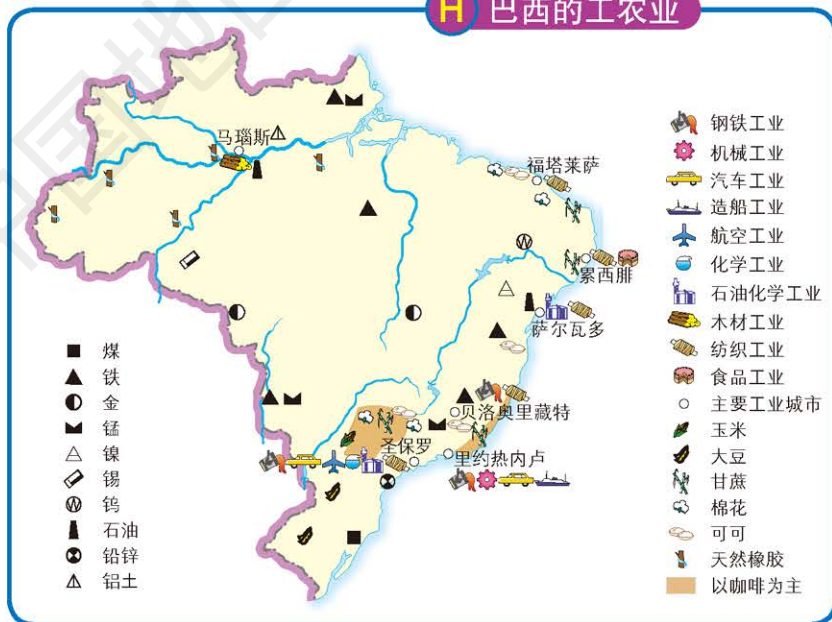 H 巴西的工农业
马瑙斯
福塔莱萨
累西腓
萨尔瓦多
贝洛奥里藏特
圣保罗
里约热内卢
煤
铁
金
锰
镍
锡
钨
石油
铅锌
铝土
钢铁工业
机械工业
汽车工业
造船工业
航空工业
化学工业
石油化学工业
木材工业
纺织工业
食品工业
主要工业城市
玉米
大豆
甘蔗
棉花
可可
天然橡胶
以咖啡为主
中国地